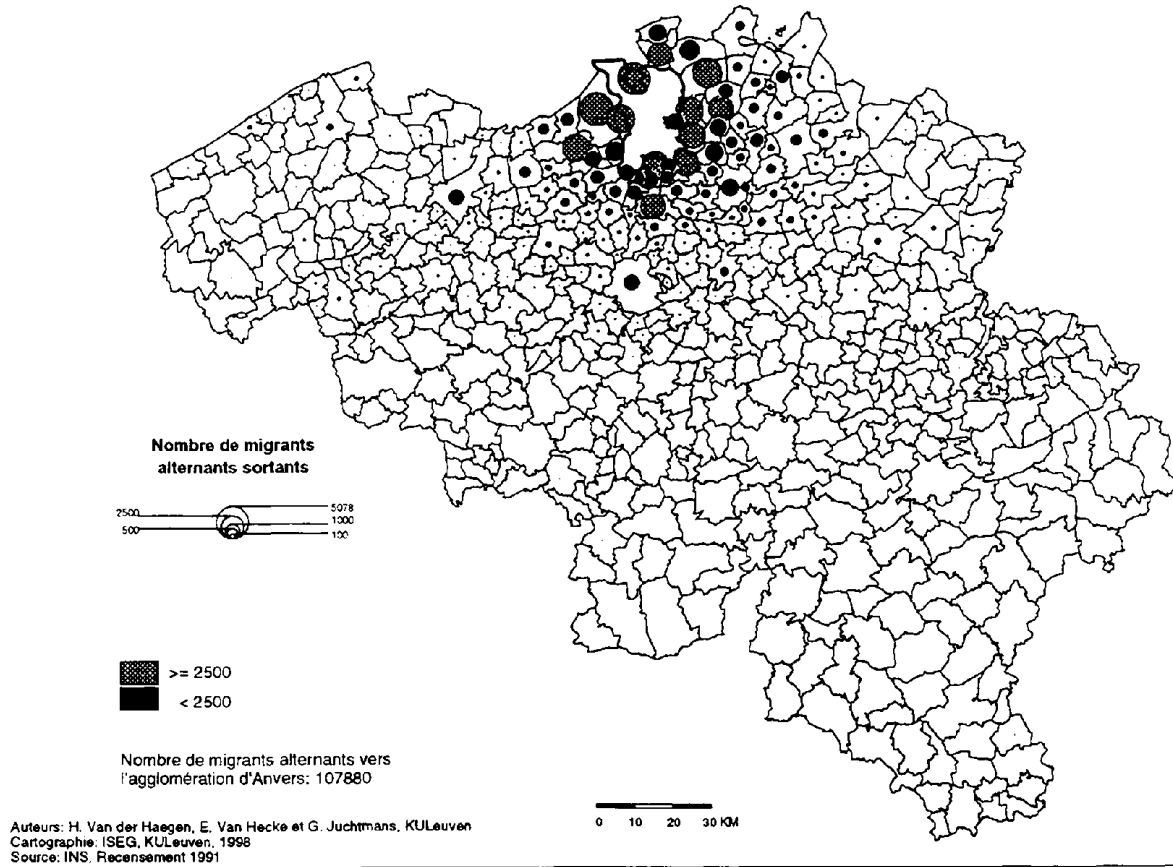 Nombre de migrants
alternants sortants
2500
5078
1000
500
100
>= 2500
< 2500
Nombre de migrants alternants vers
l'agglomération d'Anvers: 107880
0 10 20 30 KM
Auteurs: H. Van der Haegen, E. Van Hecke et G. Juchtmans, KULeuven
Cartographie: ISEG, KULeuven, 1998
Source: INS, Recensement 1991